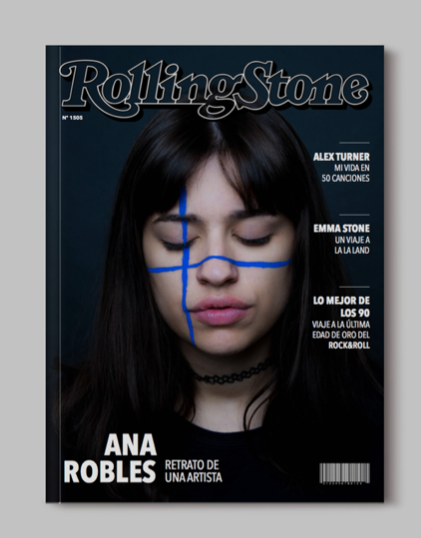 RollingStone
Nº 1505
ALEX TURNER
MI VIDA EN
50 CANCIONES
EMMA STONE
UN VIAJE A
LA LA LAND
LO MEJOR DE
LOS 90
VIAJE A LA ÚLTIMA
EDAD DE ORO DEL
ROCK&ROLL
ANA
ROBLES
RETRATO DE
UNA ARTISTA